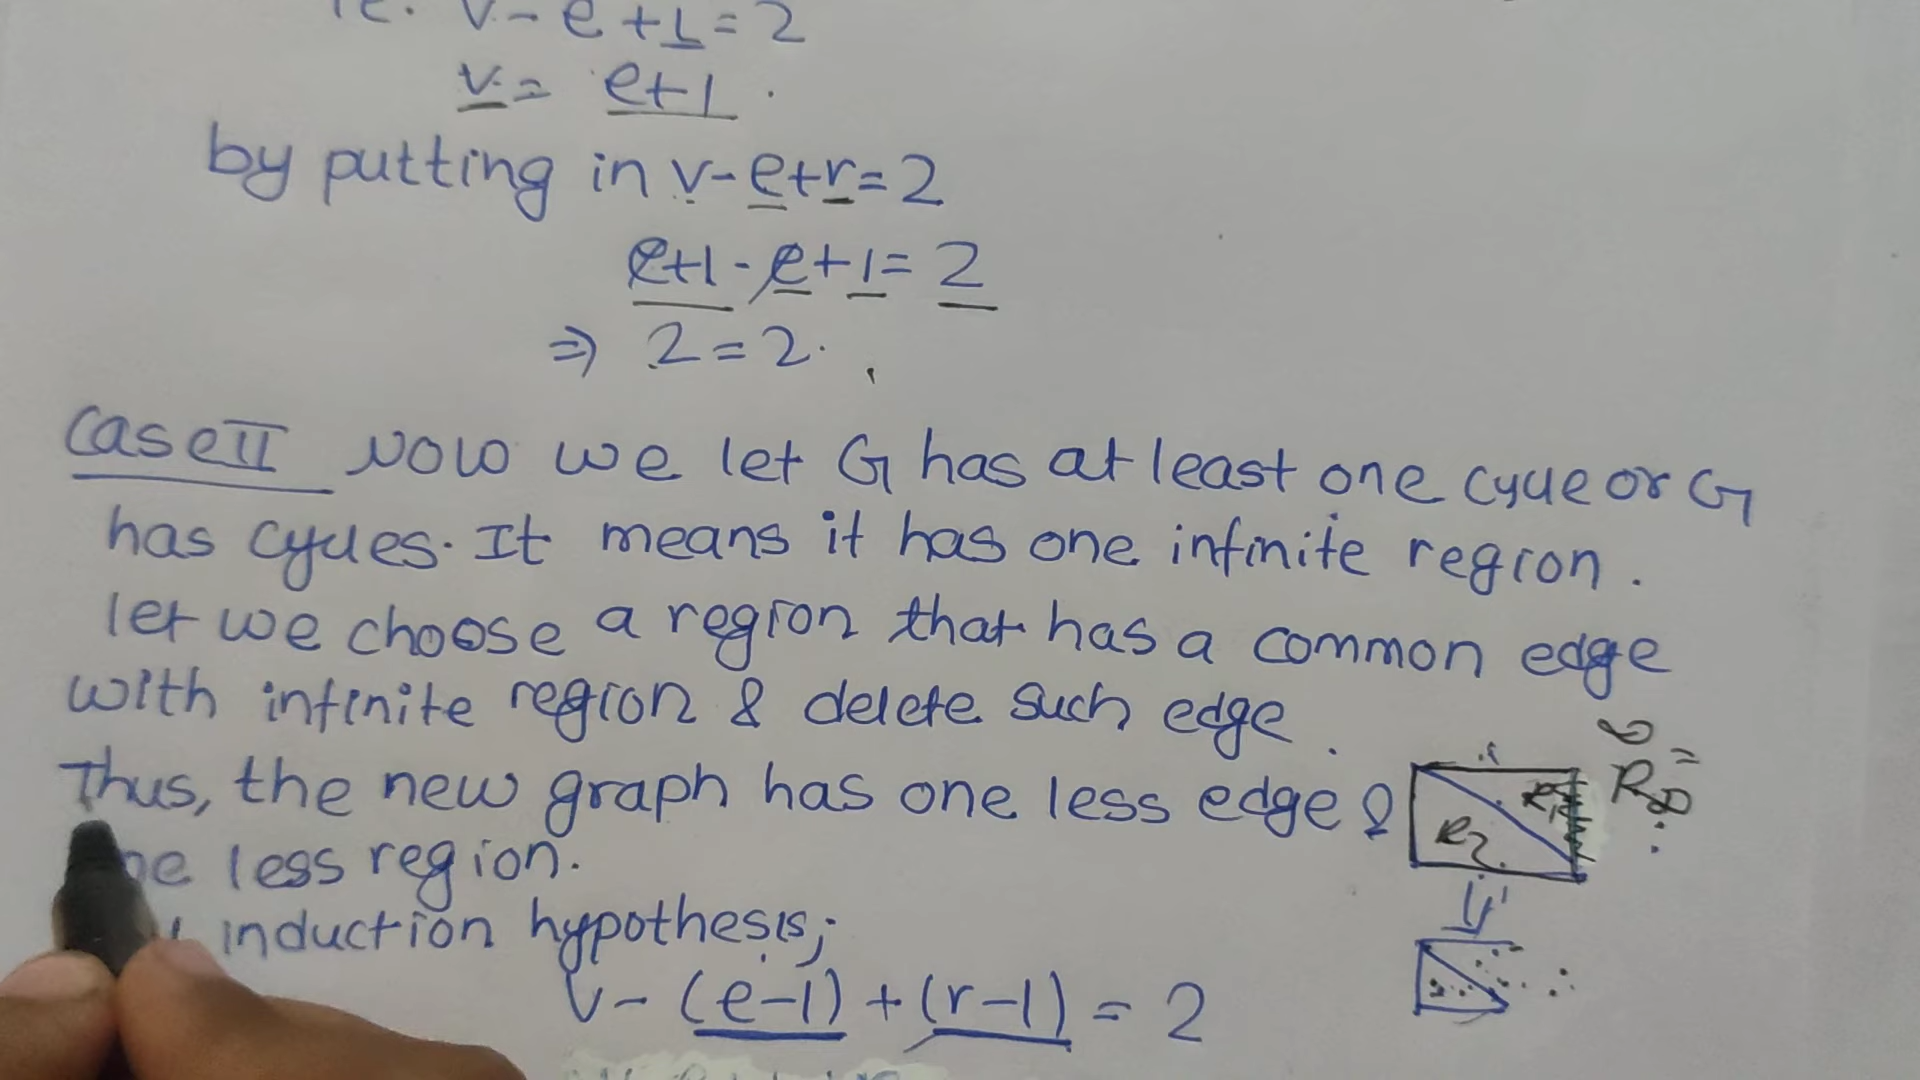 v-e+1=2
v= e+1.
by putting in v-e+r=2
e+1-e+1=2
⇒ 2=2.
Case II Now we let G has at least one cycle or G
has cycles. It means it has one infinite region.
let we choose a region that has a common edge
with infinite region & delete such edge.
Thus, the new graph has one less edge &
less region.
induction hypothesis;
v-(e-1)+(r-1)=2
∞
R1 R∞
R2